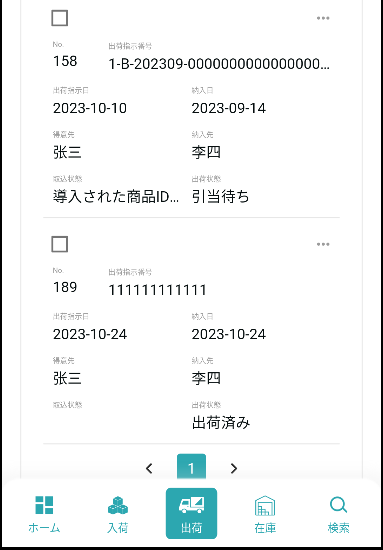 No.
出荷指示番号
158
1-B-202309-0000000000000000...
出荷指示日
納入日
2023-10-10
2023-09-14
得意先
納入先
张三
李四
取込状態
出荷状態
導入された商品ID...
引当待ち
No.
出荷指示番号
189
111111111111
出荷指示日
納入日
2023-10-24
2023-10-24
得意先
納入先
张三
李四
取込状態
出荷状態
出荷済み
1
ホーム
入荷
出荷
在庫
検索